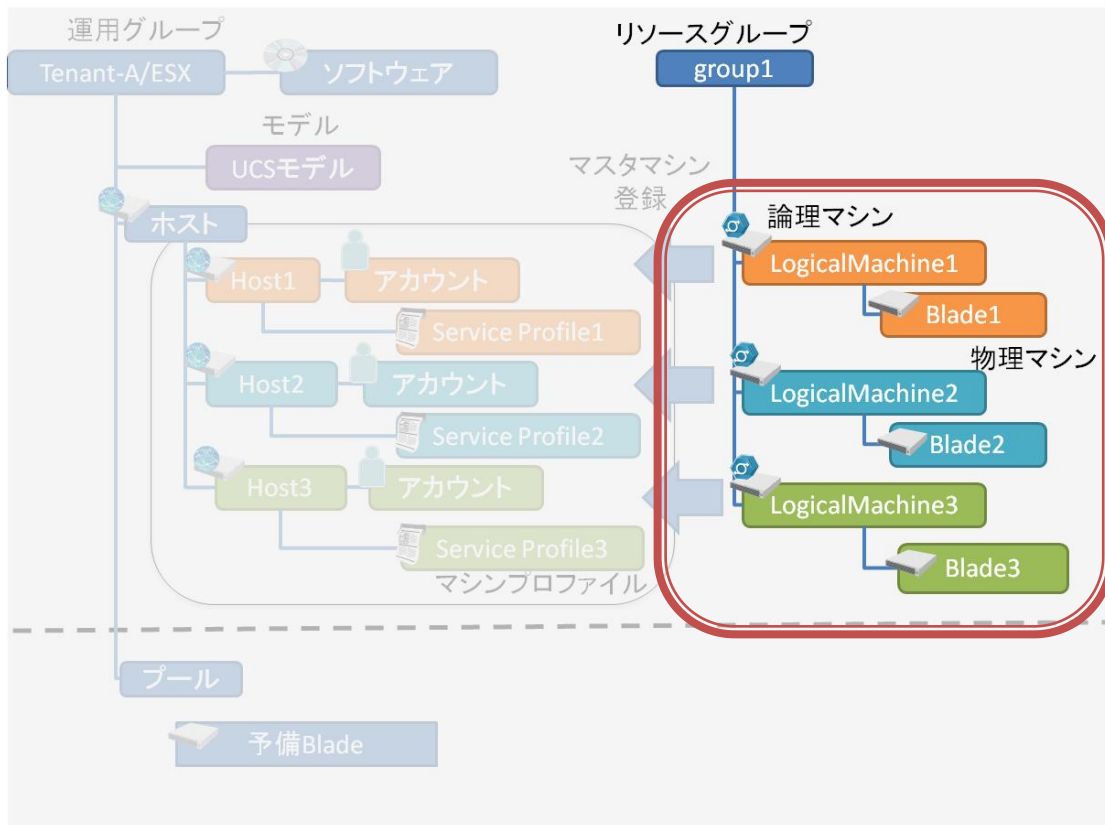 運用グループ
Tenant-A/ESX
ソフトウェア
モデル
UCSモデル
ホスト
Host1
アカウント
Service Profile1
Host2
アカウント
Service Profile2
Host3
アカウント
Service Profile3
マシンプロファイル
プール
予備Blade
マスタマシン
登録
リソースグループ
group1
論理マシン
LogicalMachine1
Blade1
物理マシン
LogicalMachine2
Blade2
LogicalMachine3
Blade3